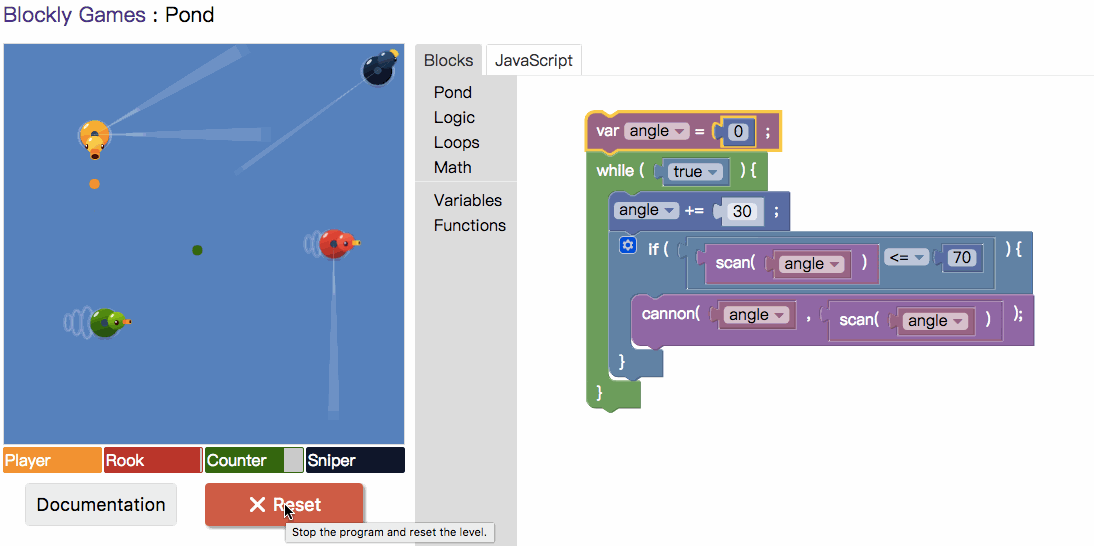 Blockly Games : Pond
Blocks
JavaScript
Pond
Logic
Loops
Math
Variables
Functions
var angle = 0 ;
while ( true ) {
angle += 30 ;
if ( scan( angle ) <= 70 ) {
cannon( angle , scan( angle ) );
}
}
Player
Rook
Counter
Sniper
Documentation
Reset
Stop the program and reset the level.